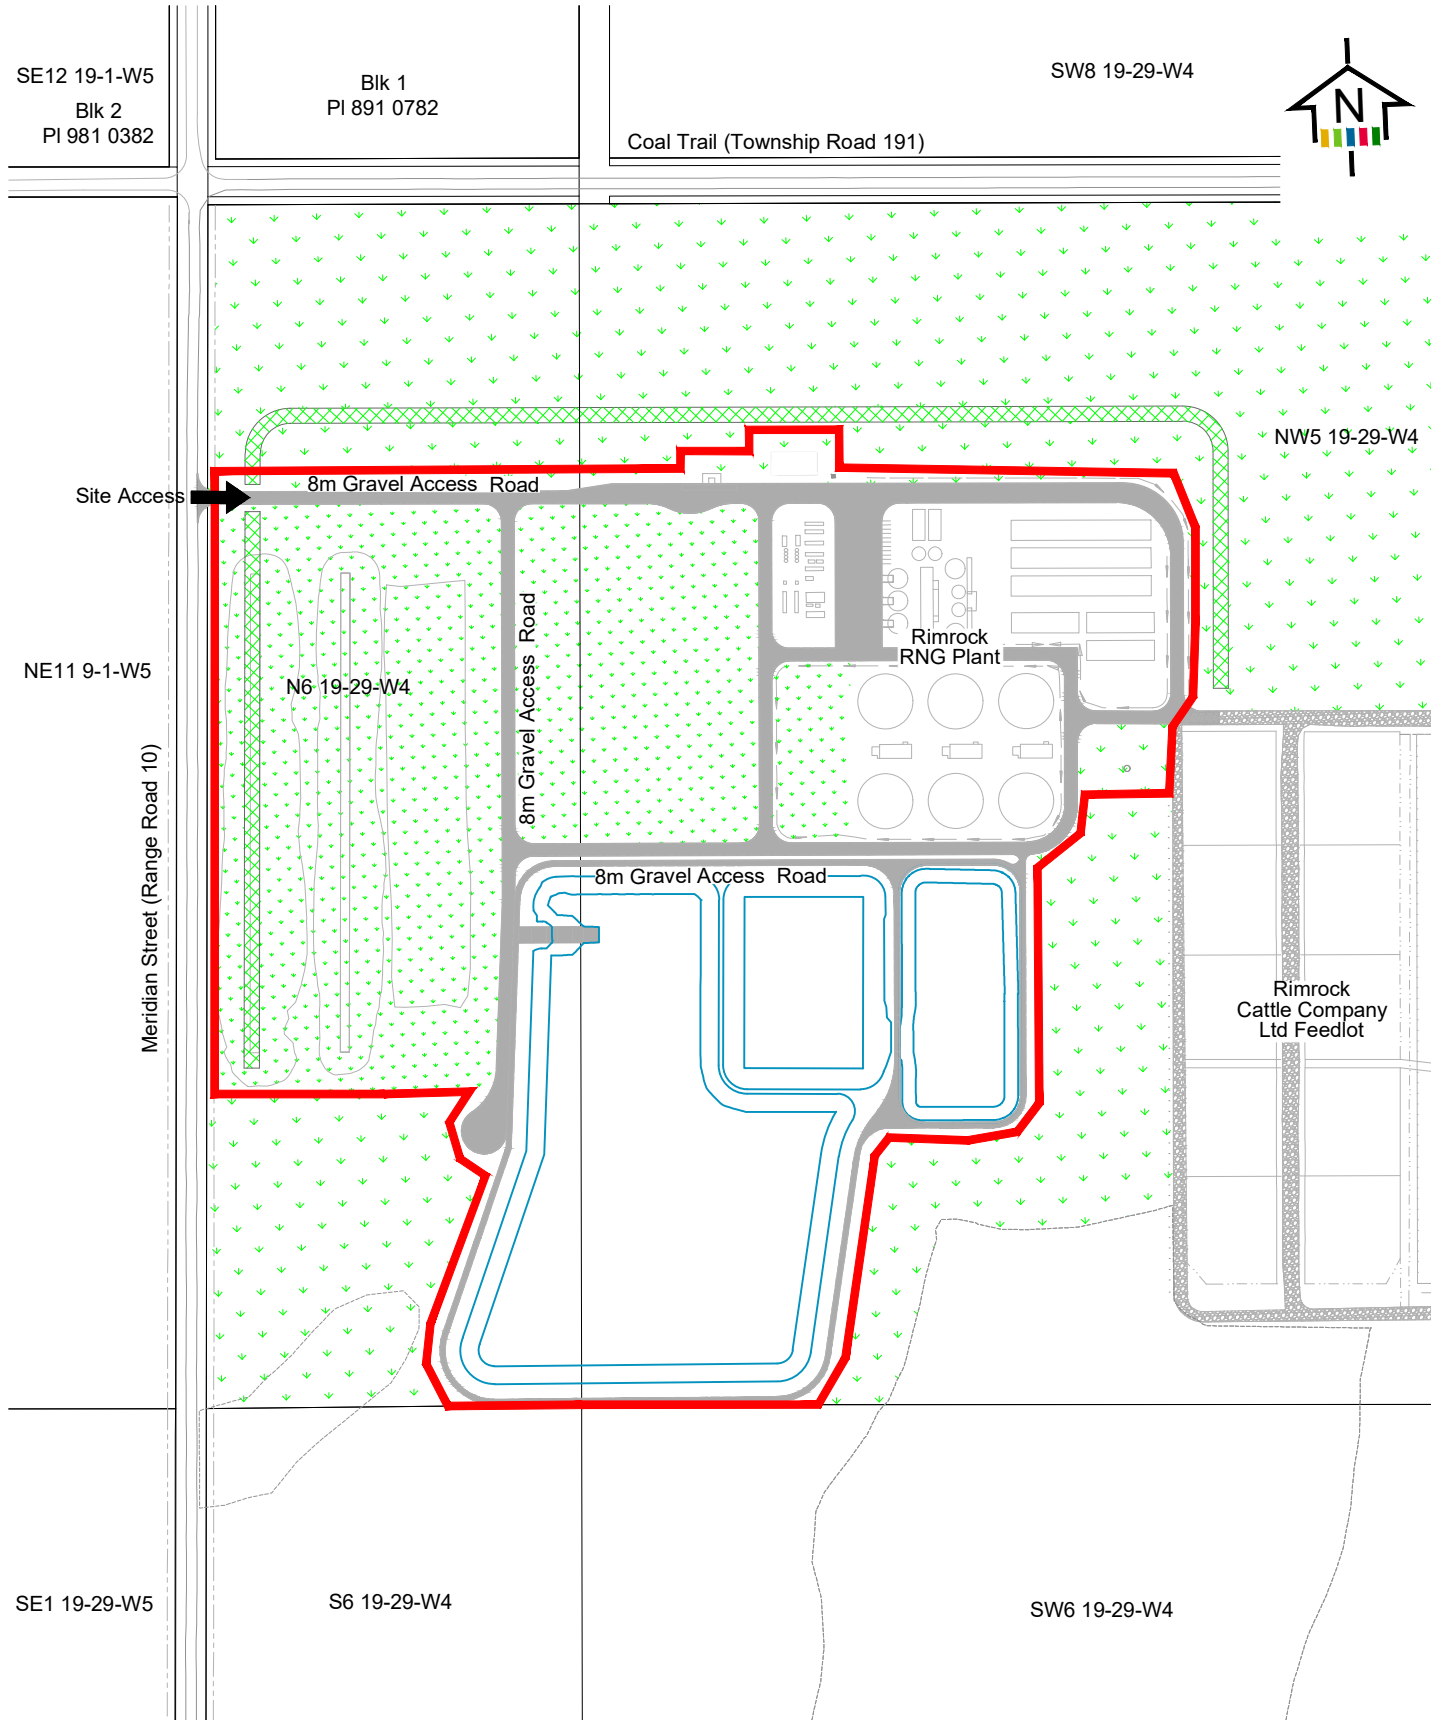 SE12 19-1-W5
Blk 2
Pl 981 0382
Blk 1
Pl 891 0782
SW8 19-29-W4
N
Coal Trail (Township Road 191)
NW5 19-29-W4
Site Access
8m Gravel Access Road
8m Gravel Access Road
Rimrock
RNG Plant
NE11 9-1-W5
N6 19-29-W4
Meridian Street (Range Road 10)
8m Gravel Access Road
Rimrock
Cattle Company
Ltd Feedlot
SE1 19-29-W5
S6 19-29-W4
SW6 19-29-W4